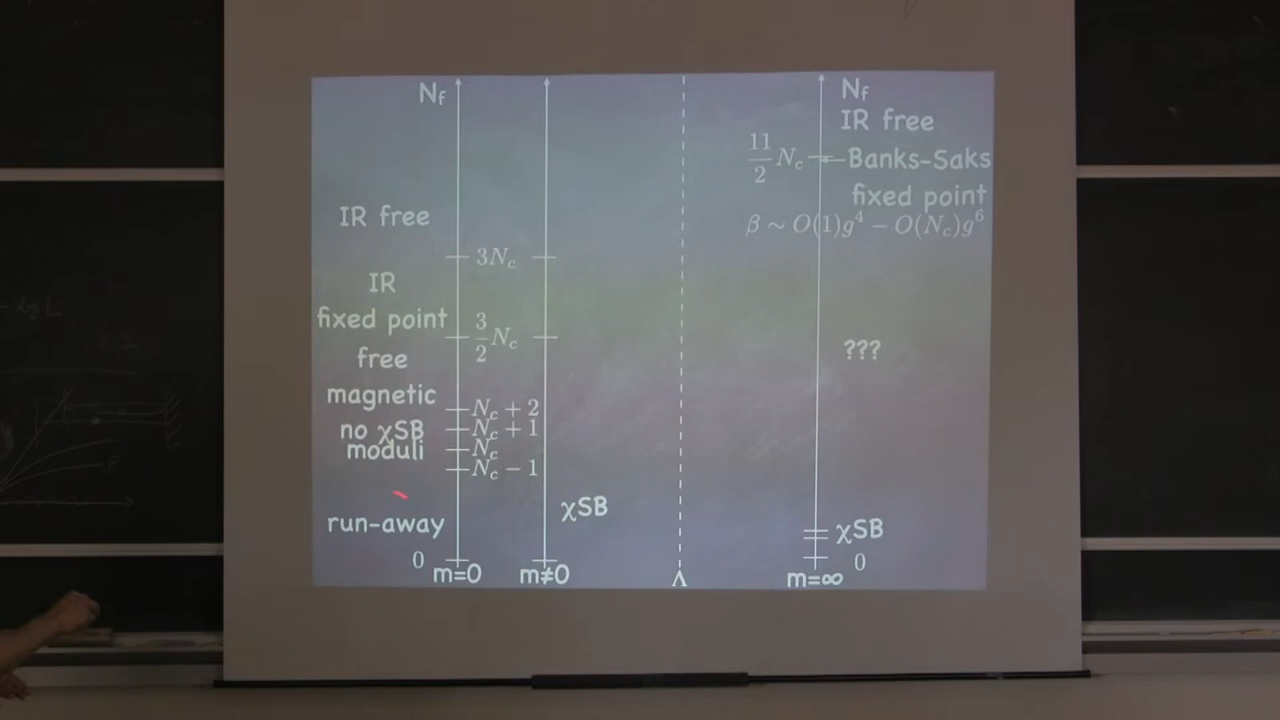 N_f
N_f
IR free
\frac{11}{2}N_c
Banks-Saks
fixed point
β ~ O(1)g^4 − O(N_c)g^6
IR free
3N_c
IR
fixed point
\frac{3}{2}N_c
free
magnetic
???
N_c + 2
no χSB
N_c + 1
moduli
N_c
N_c − 1
χSB
run-away
χSB
0
0
m=0
m≠0
Λ
m=∞